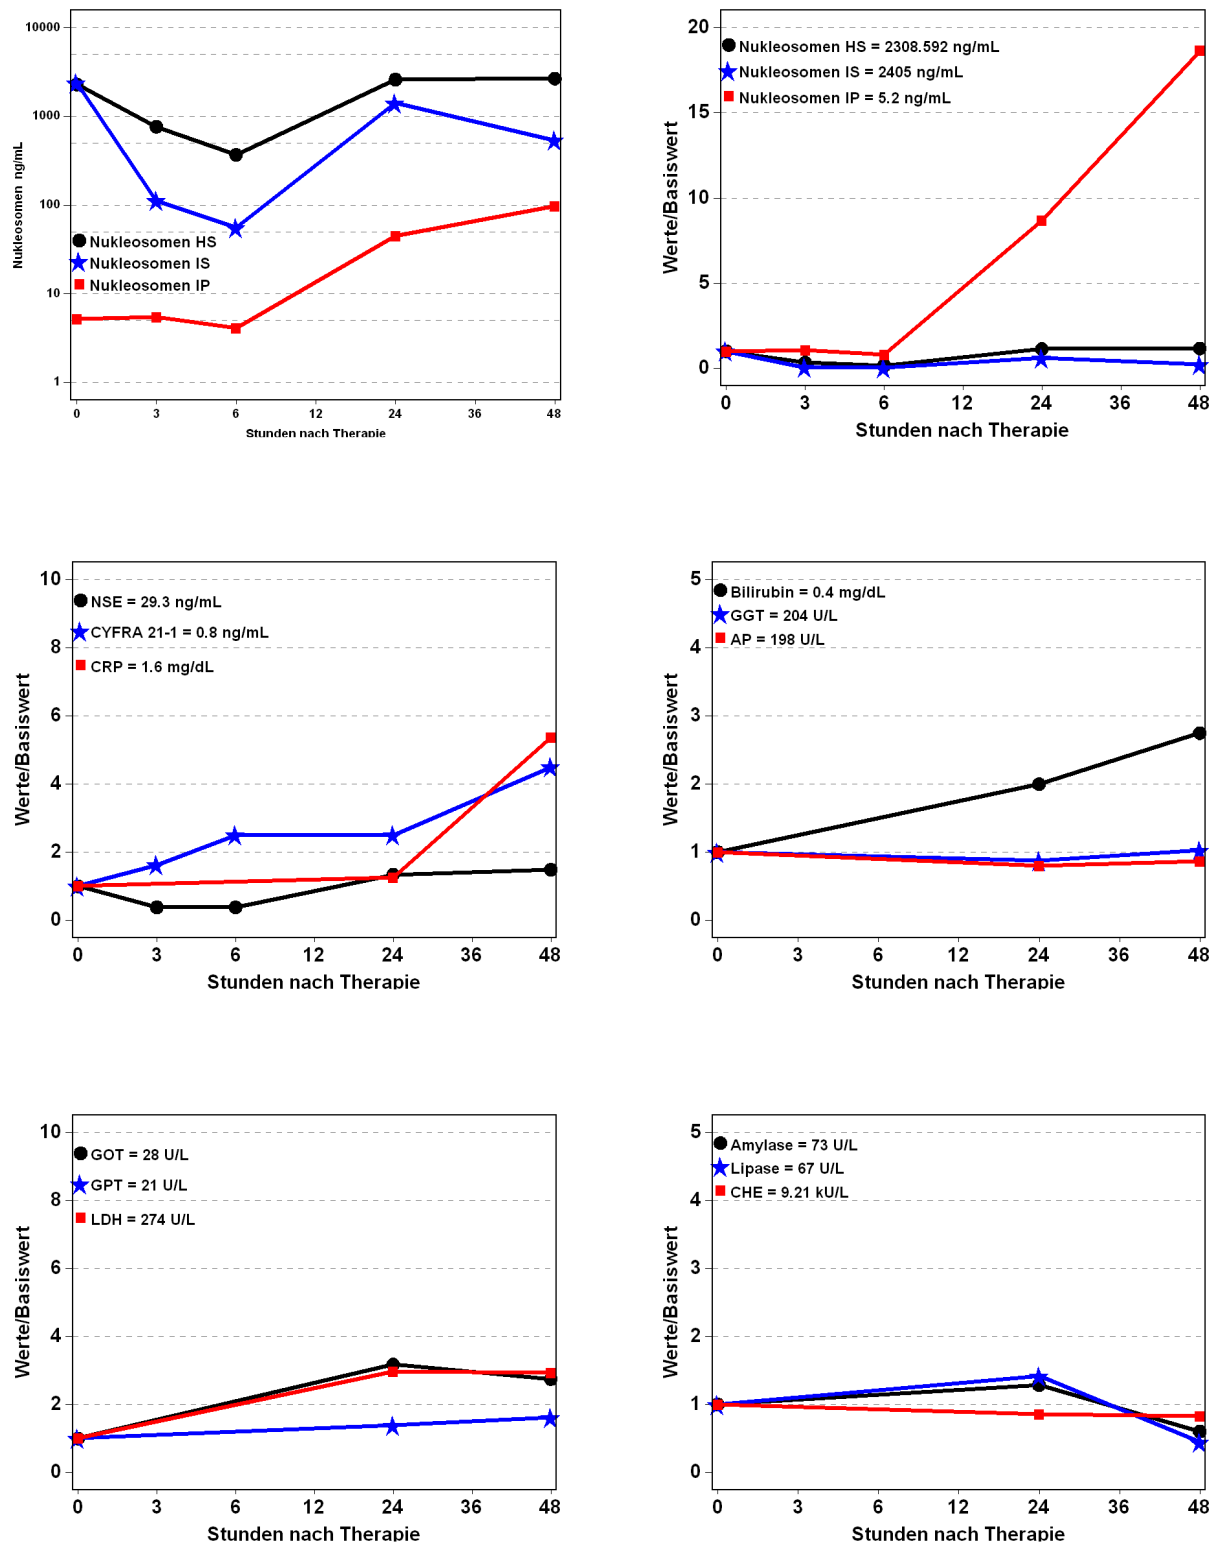 10000
1000
100
10
1
Nukleosomen ng/mL
Nukleosomen HS
Nukleosomen IS
Nukleosomen IP
0 3 6 12 24 36 48
Stunden nach Therapie
20
15
10
5
0
Werte/Basiswert
Nukleosomen HS = 2308.592 ng/mL
Nukleosomen IS = 2405 ng/mL
Nukleosomen IP = 5.2 ng/mL
0 3 6 12 24 36 48
Stunden nach Therapie
10
8
6
4
2
0
Werte/Basiswert
NSE = 29.3 ng/mL
CYFRA 21-1 = 0.8 ng/mL
CRP = 1.6 mg/dL
0 3 6 12 24 36 48
Stunden nach Therapie
5
4
3
2
1
0
Werte/Basiswert
Bilirubin = 0.4 mg/dL
GGT = 204 U/L
AP = 198 U/L
0 3 6 12 24 36 48
Stunden nach Therapie
10
8
6
4
2
0
Werte/Basiswert
GOT = 28 U/L
GPT = 21 U/L
LDH = 274 U/L
0 3 6 12 24 36 48
Stunden nach Therapie
5
4
3
2
1
0
Werte/Basiswert
Amylase = 73 U/L
Lipase = 67 U/L
CHE = 9.21 kU/L
0 3 6 12 24 36 48
Stunden nach Therapie